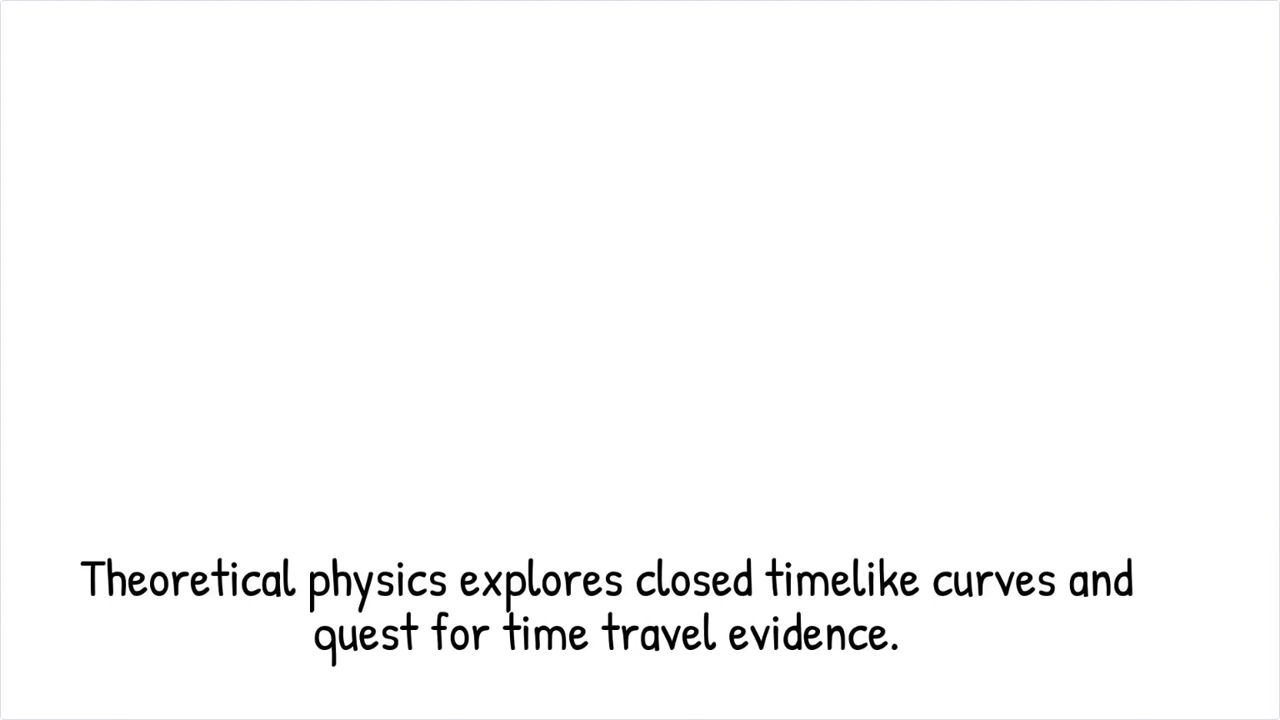 Theoretical physics explores closed timelike curves and
quest for time travel evidence.